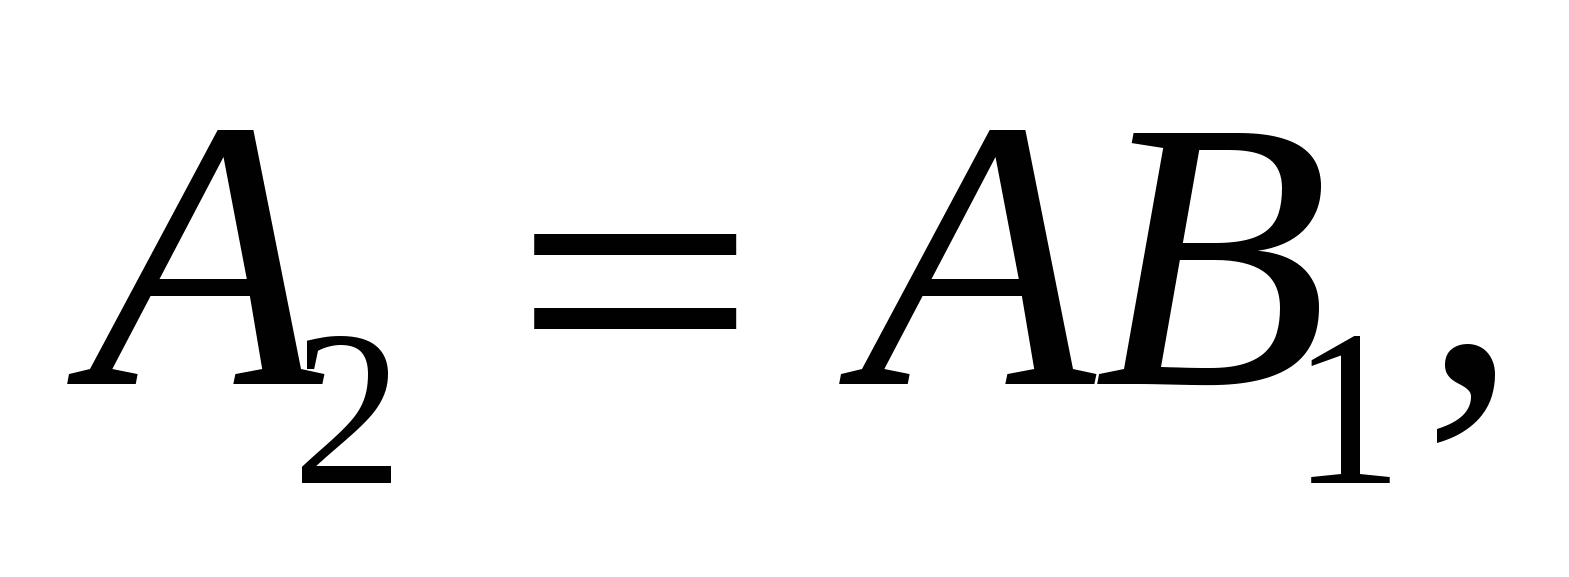 A₂ = AB₁,